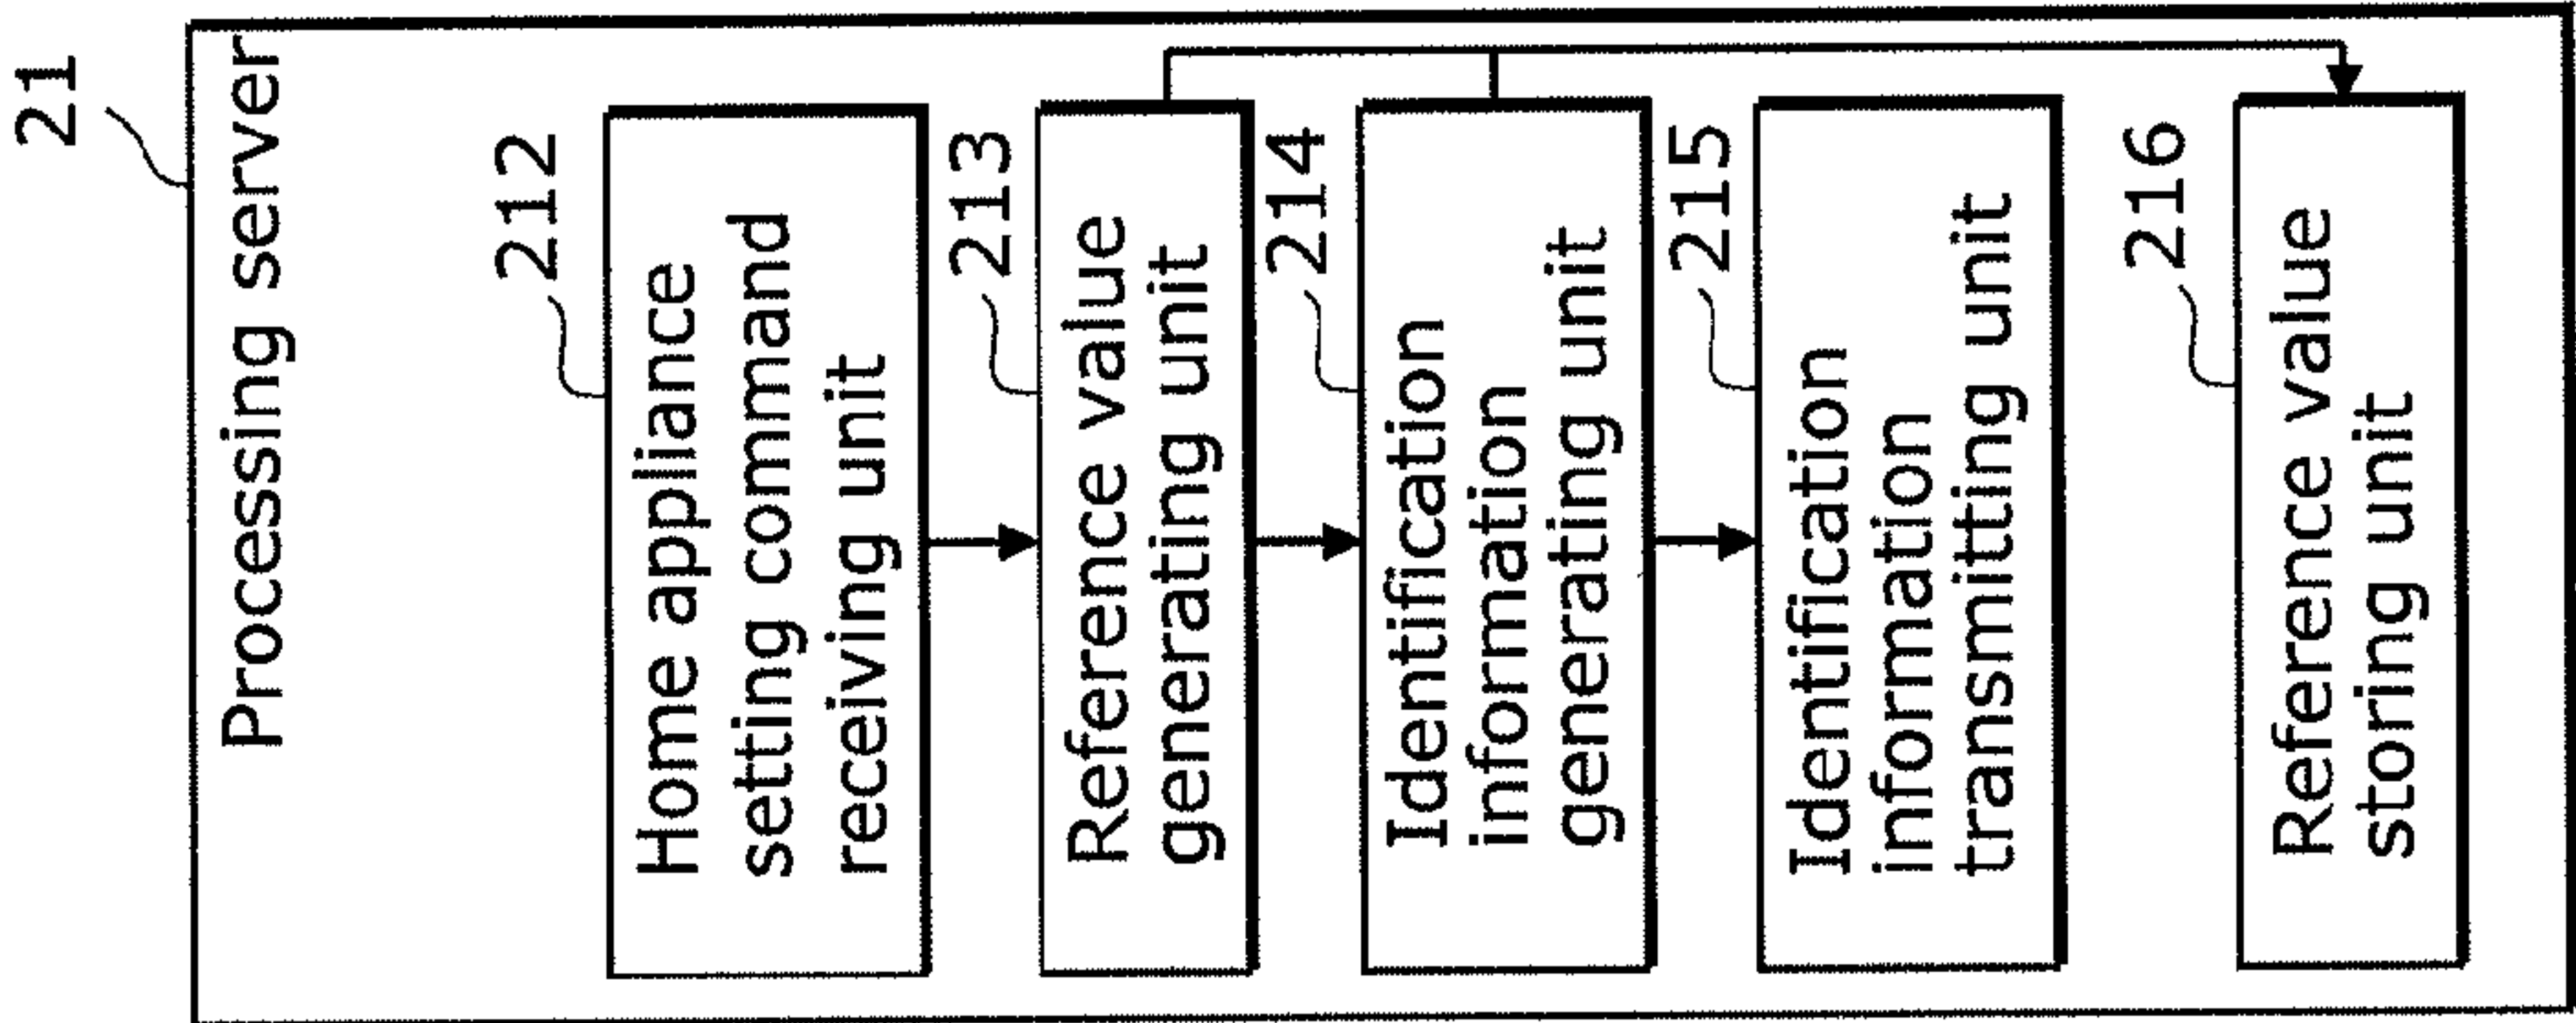 21
Processing server
212
Home appliance
setting command
receiving unit
213
Reference value
generating unit
214
Identification
information
generating unit
215
Identification
information
transmitting unit
216
Reference value
storing unit